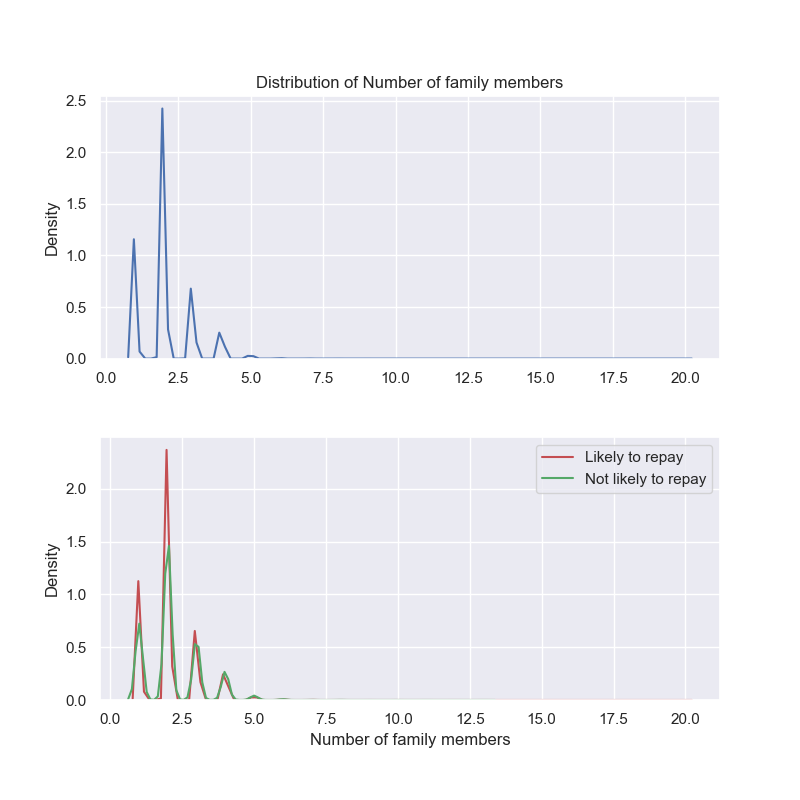 Distribution of Number of family members
2.5
2.0
1.5
1.0
0.5
0.0
Density
0.0 2.5 5.0 7.5 10.0 12.5 15.0 17.5 20.0
Likely to repay
Not likely to repay
2.0
1.5
1.0
0.5
0.0
Density
0.0 2.5 5.0 7.5 10.0 12.5 15.0 17.5 20.0
Number of family members